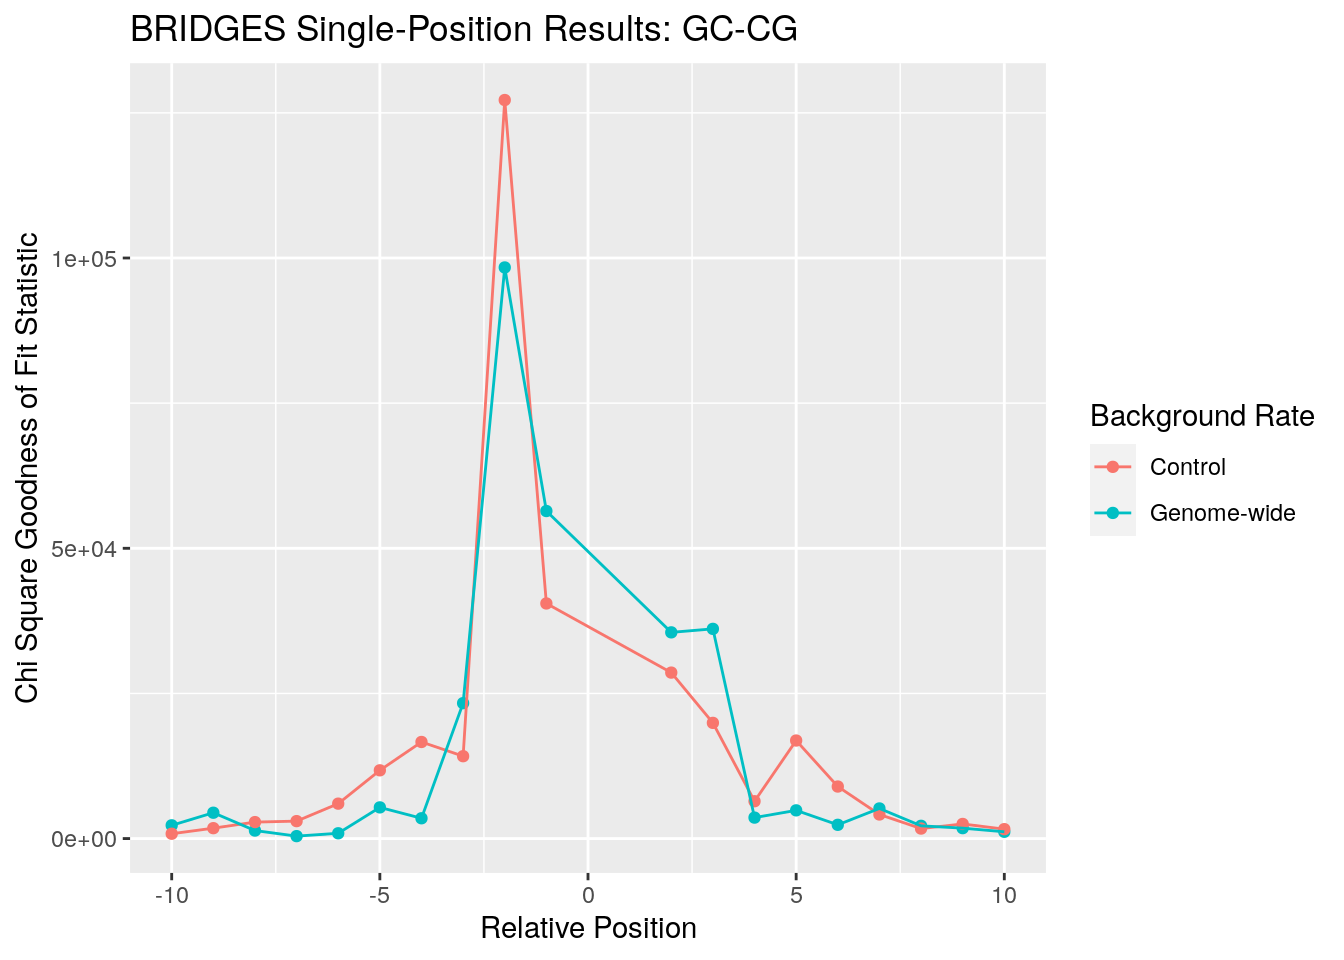 BRIDGES Single-Position Results: GC-CG
Chi Square Goodness of Fit Statistic
1e+05
5e+04
0e+00
-10
-5
0
5
10
Relative Position
Background Rate
Control
Genome-wide